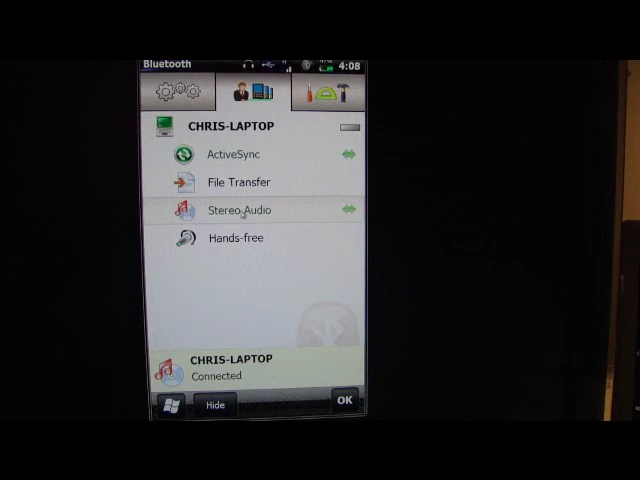 Bluetooth 4:08
CHRIS-LAPTOP
ActiveSync
File Transfer
Stereo Audio
Hands-free
CHRIS-LAPTOP
Connected
Hide OK